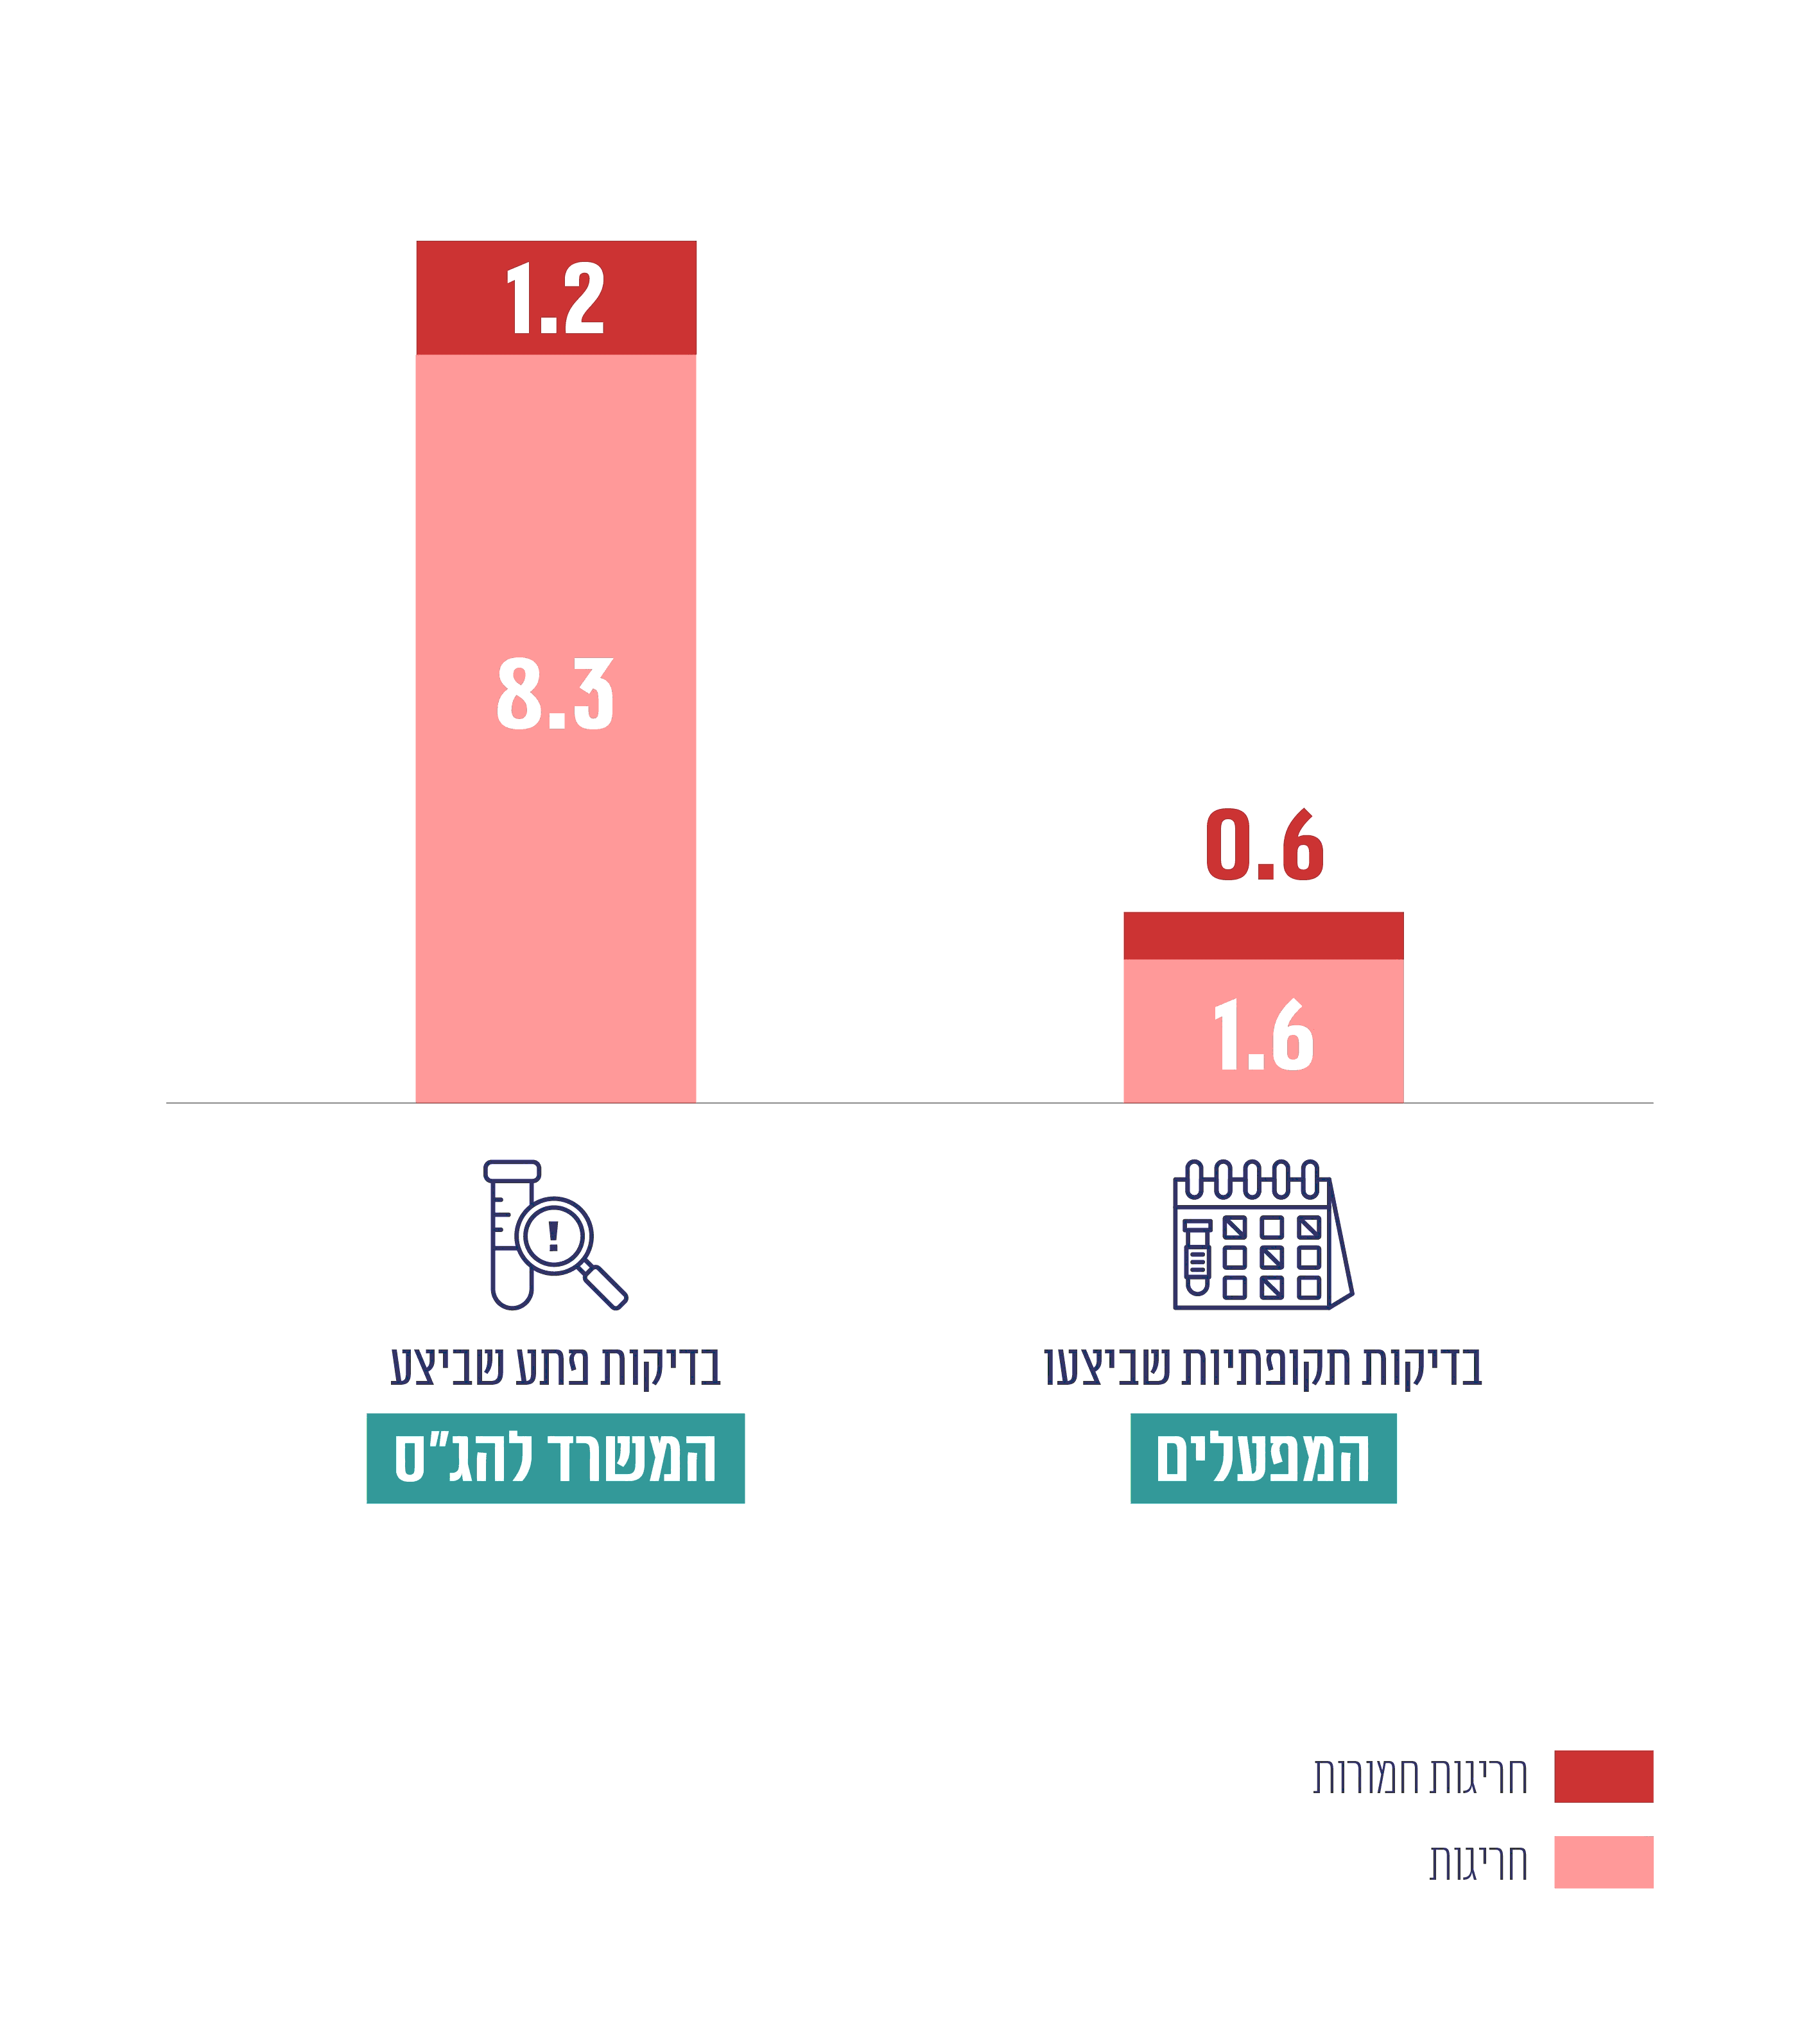 1.2
8.3
0.6
1.6
בדיקות תקופתיות שביצעו
המפעלים
בדיקות פתע שביצע
המשרד להג"ס
חריגות חמורות
חריגות